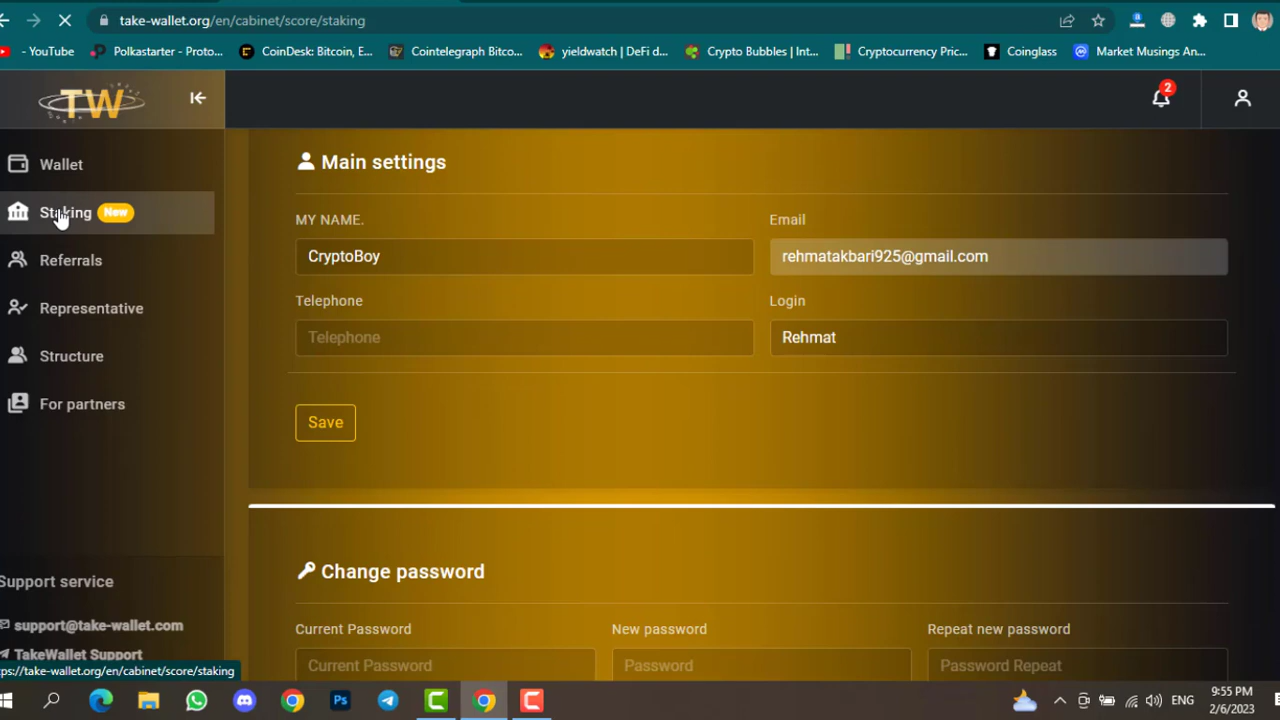 take-wallet.org/en/cabinet/score/staking
- YouTube
Polkastarter - Proto...
CoinDesk: Bitcoin, E...
Cointelegraph Bitco...
yieldwatch | DeFi d...
Crypto Bubbles | Int...
Cryptocurrency Pric...
Coinglass
Market Musings An...
TW
2
Wallet
Staking New
Referrals
Representative
Structure
For partners
Support service
support@take-wallet.com
TakeWallet Support
Main settings
MY NAME.
Email
CryptoBoy
rehmatakbari925@gmail.com
Telephone
Login
Telephone
Rehmat
Save
Change password
Current Password
New password
Repeat new password
Current Password
Password
Password Repeat
ps://take-wallet.org/en/cabinet/score/staking
Ps
ENG
9:55 PM
2/6/2023